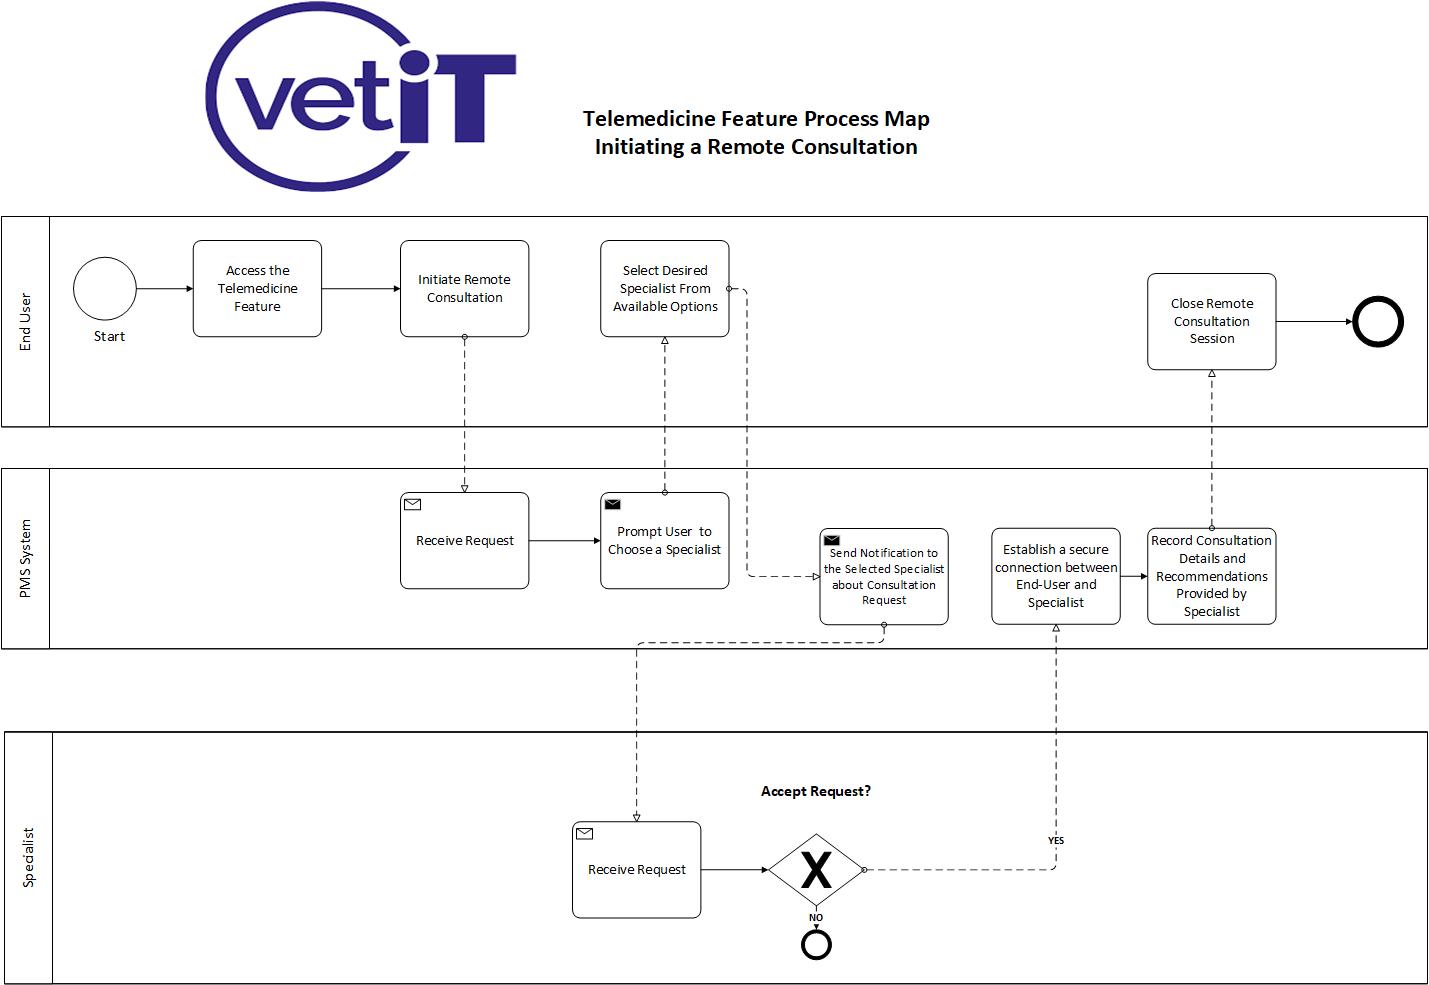 vetiT
Telemedicine Feature Process Map
Initiating a Remote Consultation
End User
Start
Access the
Telemedicine
Feature
Initiate Remote
Consultation
Select Desired
Specialist From
Available Options
Close Remote
Consultation
Session
PMS System
Receive Request
Prompt User to
Choose a Specialist
Send Notification to
the Selected Specialist
about Consultation
Request
Establish a secure
connection between
End-User and
Specialist
Record Consultation
Details and
Recommendations
Provided by
Specialist
Specialist
Receive Request
Accept Request?
X
YES
NO